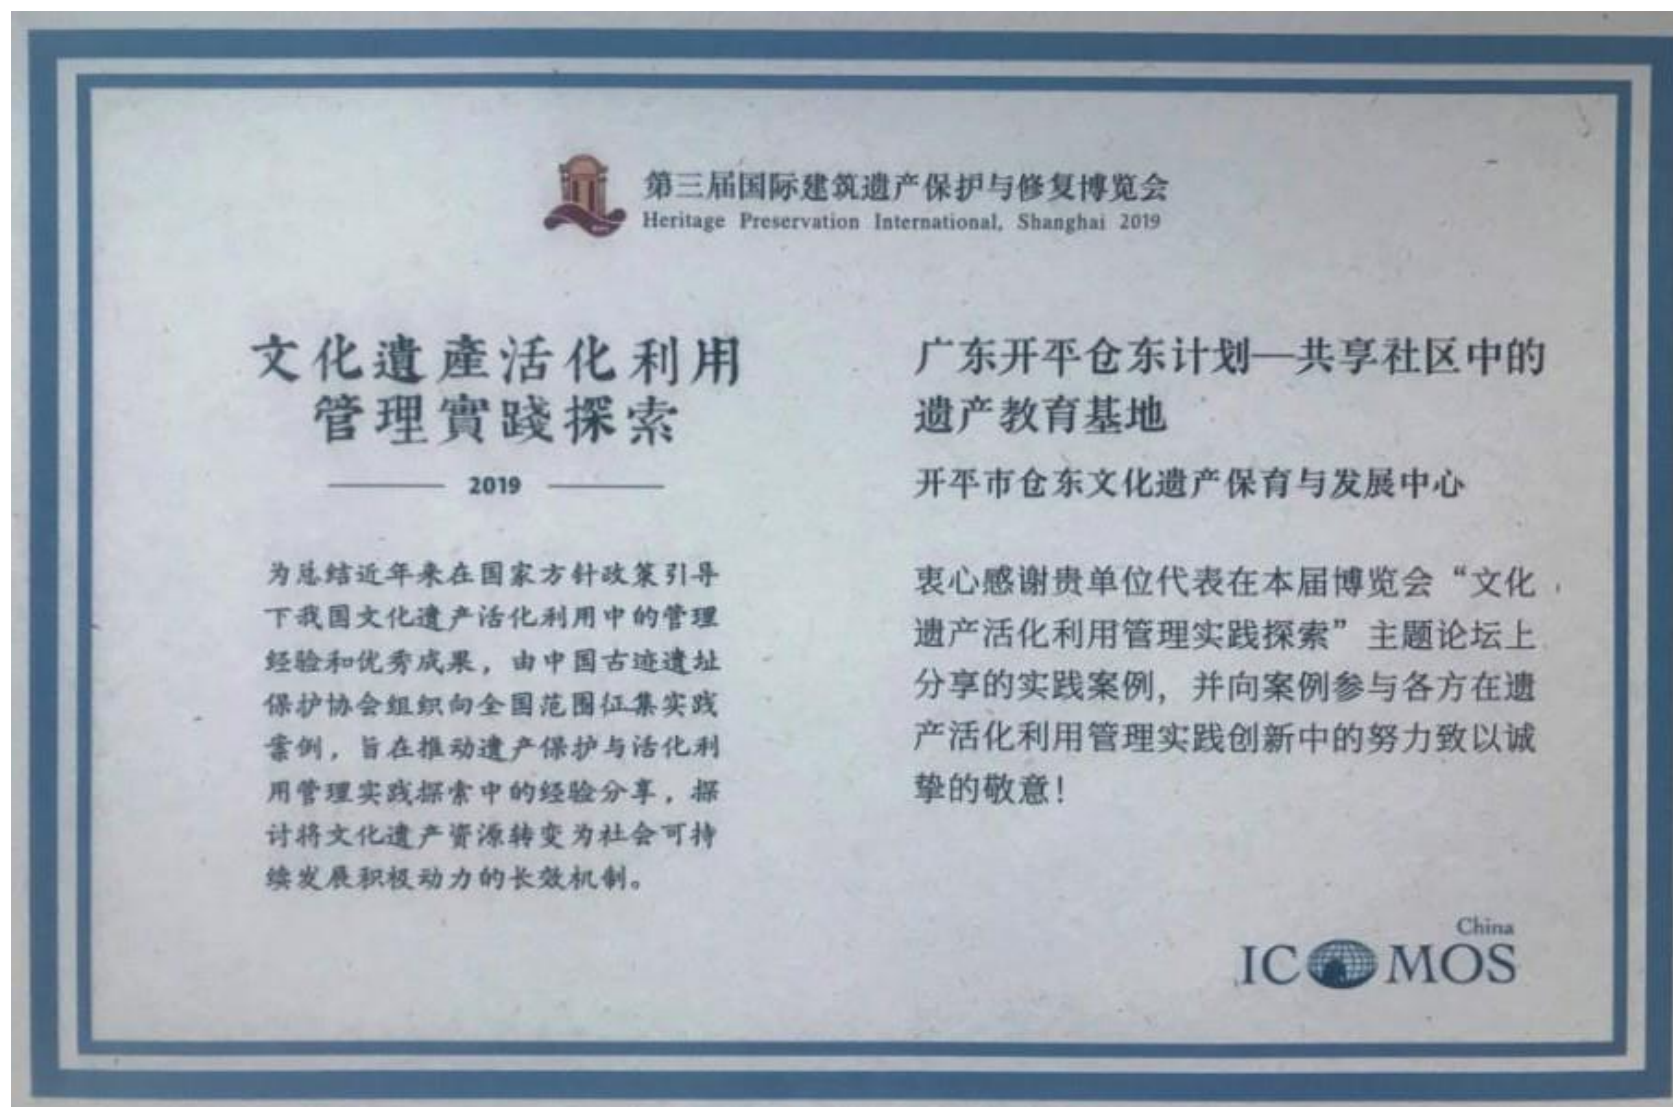 第三届国际建筑遗产保护与修复博览会
Heritage Preservation International, Shanghai 2019
文化遺產活化利用
管理實踐探索
2019
为总结近年来在国家方针政策引导
下我国文化遗产活化利用中的管理
经验和优秀成果，由中国古迹遗址
保护协会组织向全国范围征集实践
案例，旨在推动遗产保护与活化利
用管理实践探索中的经验分享，探
讨将文化遗产资源转变为社会可持
续发展积极动力的长效机制。
广东开平仓东计划—共享社区中的
遗产教育基地
开平市仓东文化遗产保育与发展中心
衷心感谢贵单位代表在本届博览会“文化
遗产活化利用管理实践探索”主题论坛上
分享的实践案例，并向案例参与各方在遗
产活化利用管理实践创新中的努力致以诚
挚的敬意！
China
ICOMOS